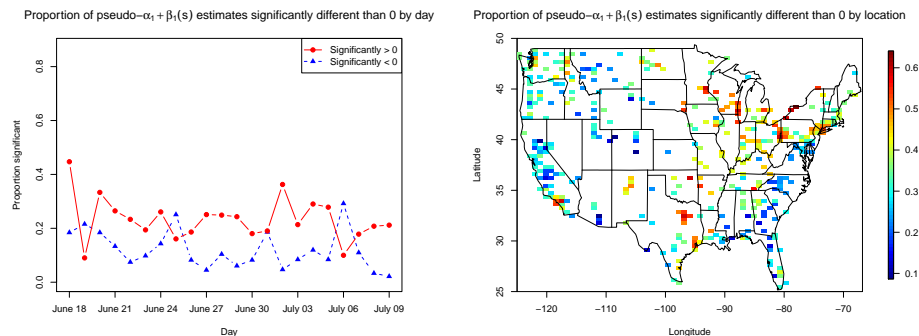 Proportion of pseudo−α1 + β1(s) estimates significantly different than 0 by day
0.8
0.6
0.4
0.2
0.0
Proportion significant
Significantly > 0
Significantly < 0
June 18
June 21
June 24
June 27
June 30
July 03
July 06
July 09
Day
Proportion of pseudo−α1 + β1(s) estimates significantly different than 0 by location
50
45
40
35
30
25
Latitude
−120
−110
−100
−90
−80
−70
Longitude
0.6
0.5
0.4
0.3
0.2
0.1